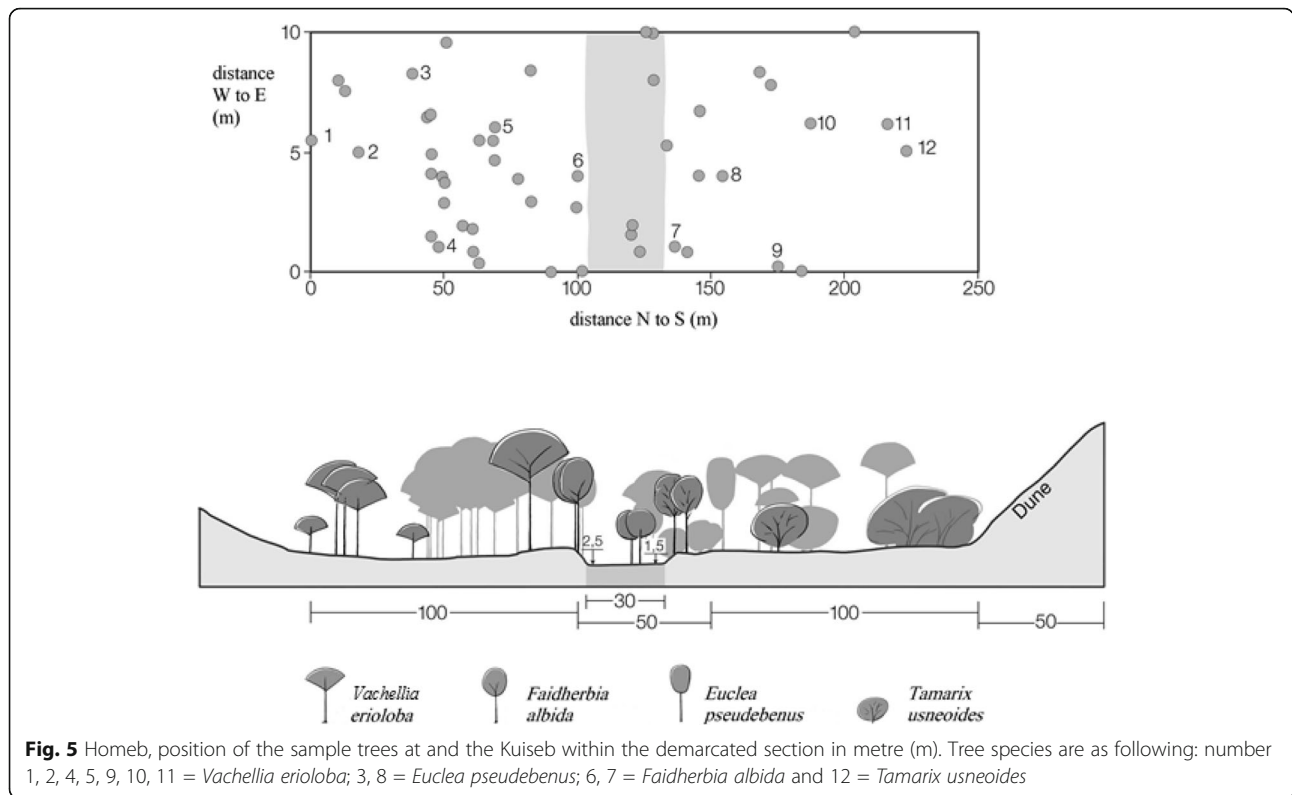 10
distance
W to E
(m)
3
5
10
11
1
2
12
5
6
8
7
4
9
0
0
50
100
150
200
250
distance N to S (m)
Dune
2,5
1,5
30
100
50
100
50
Vachellia
erioloba
Faidherbia
albida
Euclea
pseudebenus
Tamarix
usneoides
Fig. 5 Homeb, position of the sample trees at and the Kuiseb within the demarcated section in metre (m). Tree species are as following: number
1, 2, 4, 5, 9, 10, 11 = Vachellia erioloba; 3, 8 = Euclea pseudebenus; 6, 7 = Faidherbia albida and 12 = Tamarix usneoides